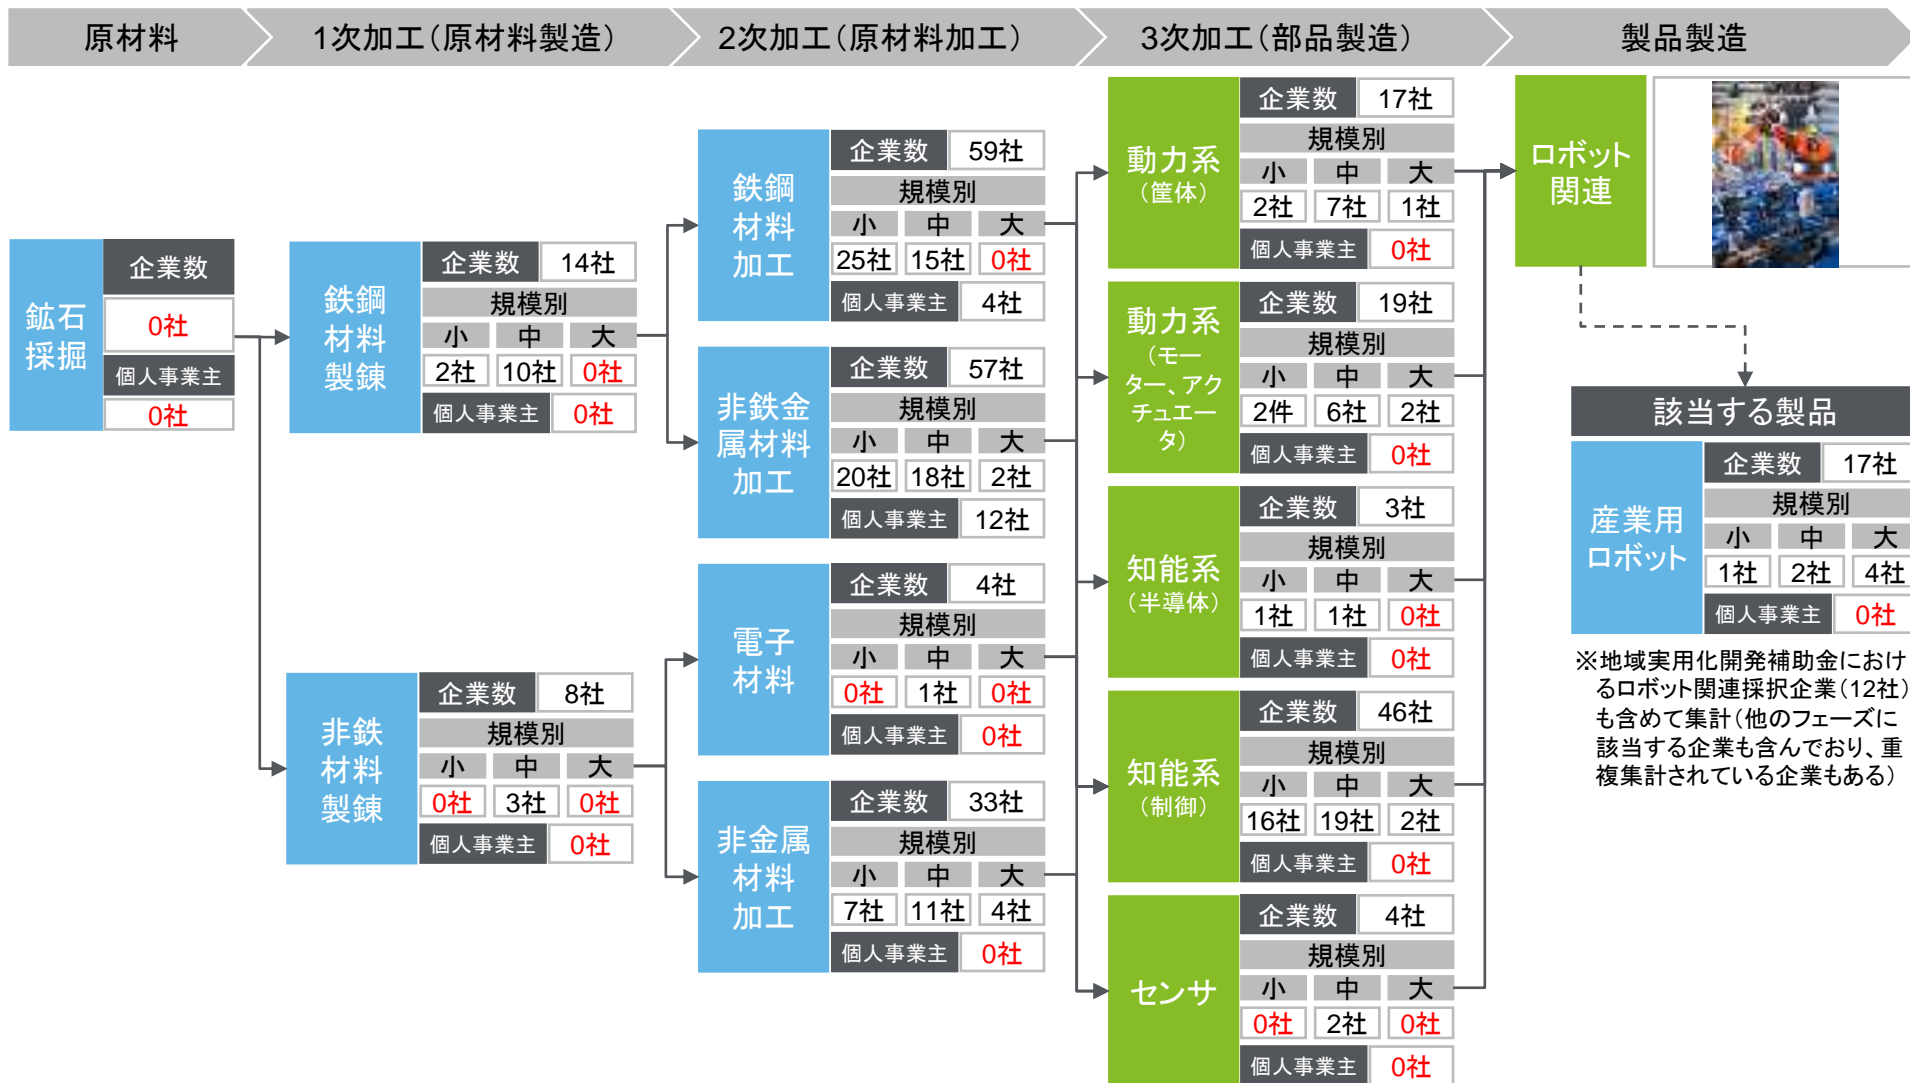 原材料
1次加工（原材料製造）
2次加工（原材料加工）
3次加工（部品製造）
製品製造
鉱石
採掘
企業数
0社
個人事業主
0社
鉄鋼
材料
製錬
企業数 14社
規模別
小 中 大
2社 10社 0社
個人事業主 0社
非鉄
材料
製錬
企業数 8社
規模別
小 中 大
0社 3社 0社
個人事業主 0社
鉄鋼
材料
加工
企業数 59社
規模別
小 中 大
25社 15社 0社
個人事業主 4社
非鉄金
属材料
加工
企業数 57社
規模別
小 中 大
20社 18社 2社
個人事業主 12社
電子
材料
企業数 4社
規模別
小 中 大
0社 1社 0社
個人事業主 0社
非金属
材料
加工
企業数 33社
規模別
小 中 大
7社 11社 4社
個人事業主 0社
動力系
（筐体）
企業数 17社
規模別
小 中 大
2社 7社 1社
個人事業主 0社
動力系
（モー
ター、アク
チュエー
タ）
企業数 19社
規模別
小 中 大
2件 6社 2社
個人事業主 0社
知能系
（半導体）
企業数 3社
規模別
小 中 大
1社 1社 0社
個人事業主 0社
知能系
（制御）
企業数 46社
規模別
小 中 大
16社 19社 2社
個人事業主 0社
センサ
企業数 4社
規模別
小 中 大
0社 2社 0社
個人事業主 0社
ロボット
関連
該当する製品
産業用
ロボット
企業数 17社
規模別
小 中 大
1社 2社 4社
個人事業主 0社
※地域実用化開発補助金におけ
るロボット関連採択企業（12社）
も含めて集計（他のフェーズに
該当する企業も含んでおり、重
複集計されている企業もある）